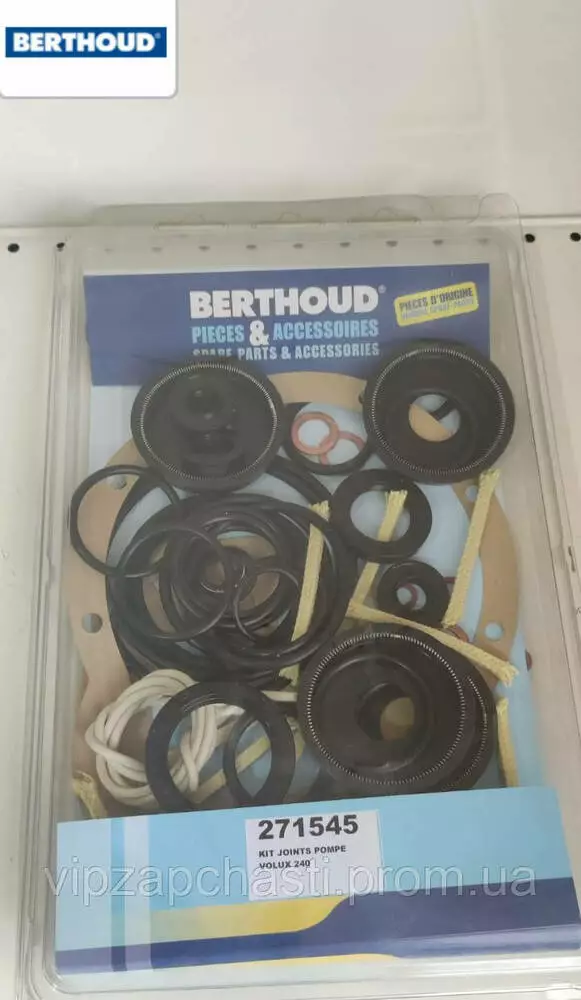 BERTHOUD®
BERTHOUD®
PIECES & ACCESSOIRES
SPARE PARTS & ACCESSORIES
PIECES D'ORIGINE
271545
KIT JOINTS POMPE
VOLUX 240
vipzapchasti.prom.ua